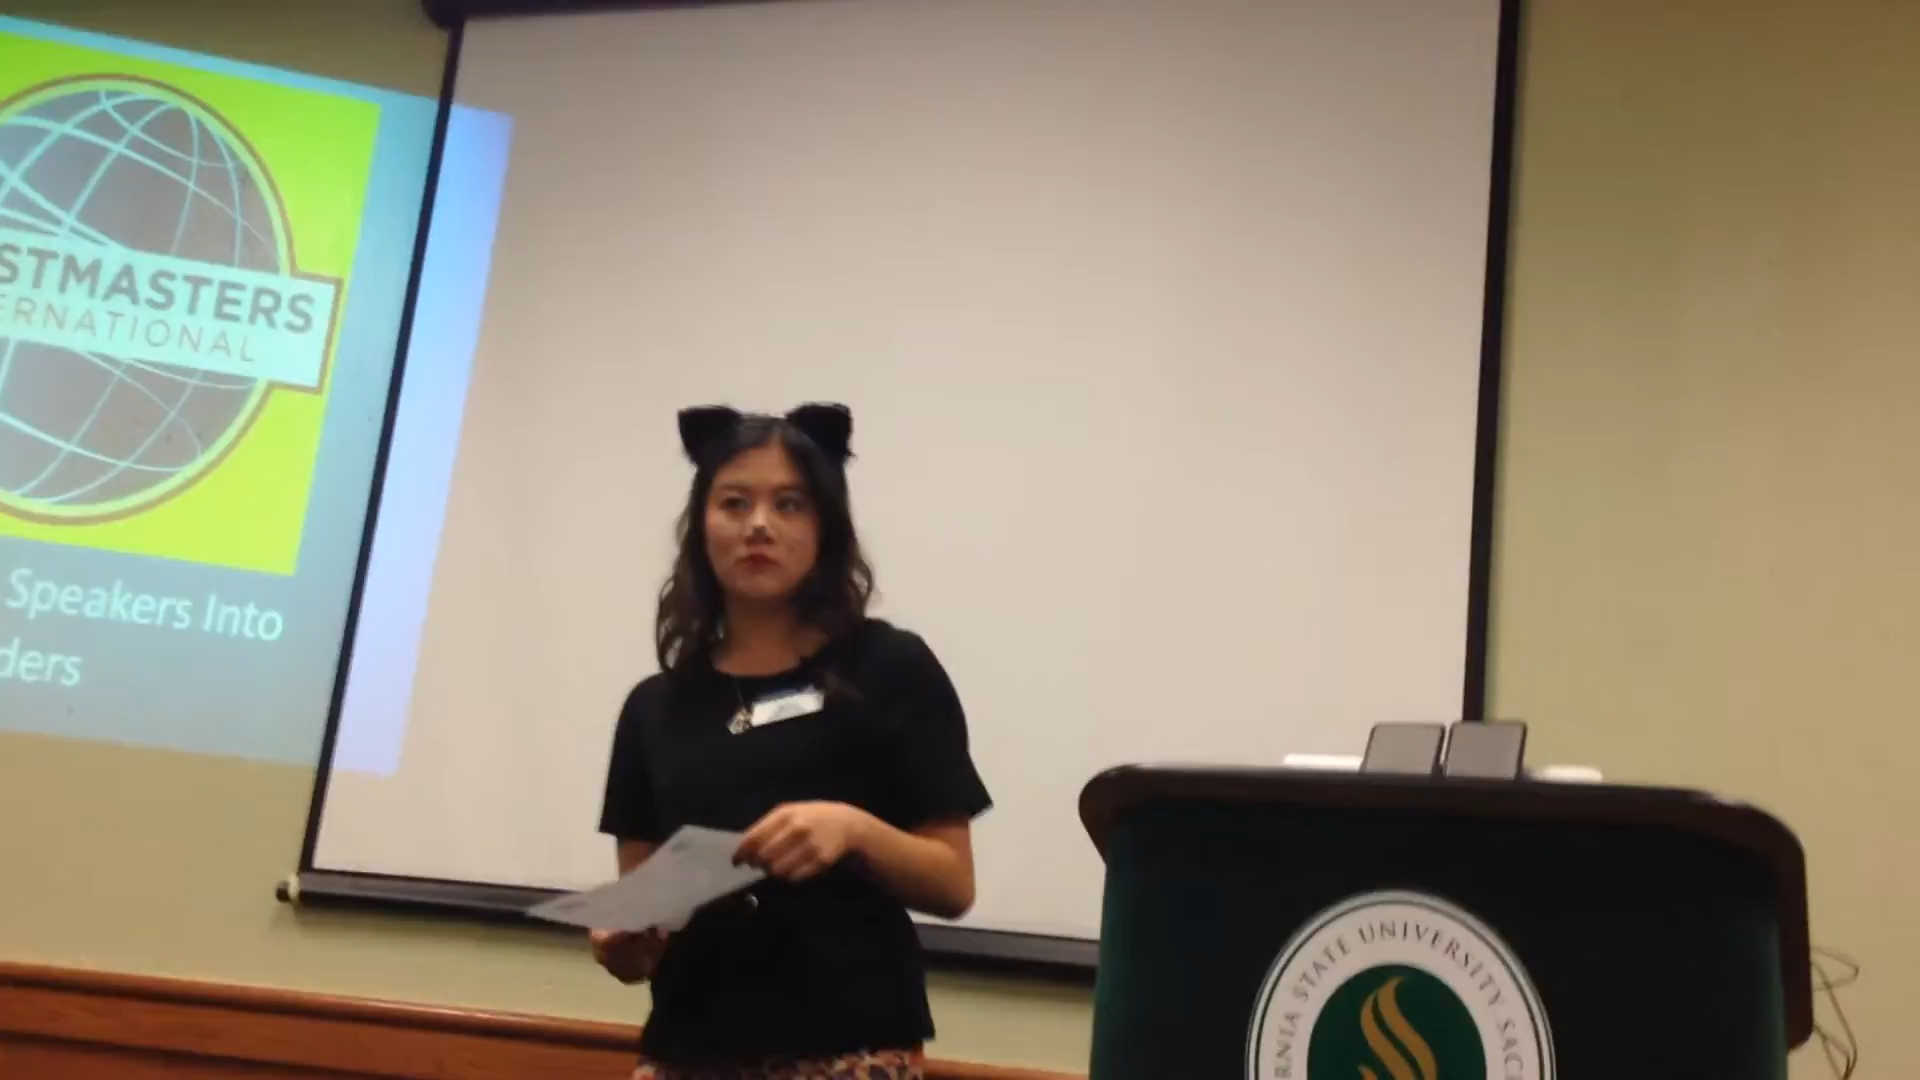 STMASTERS
ERNATIONAL
Speakers Into
ders
RNIA STATE UNIVERSITY SAC